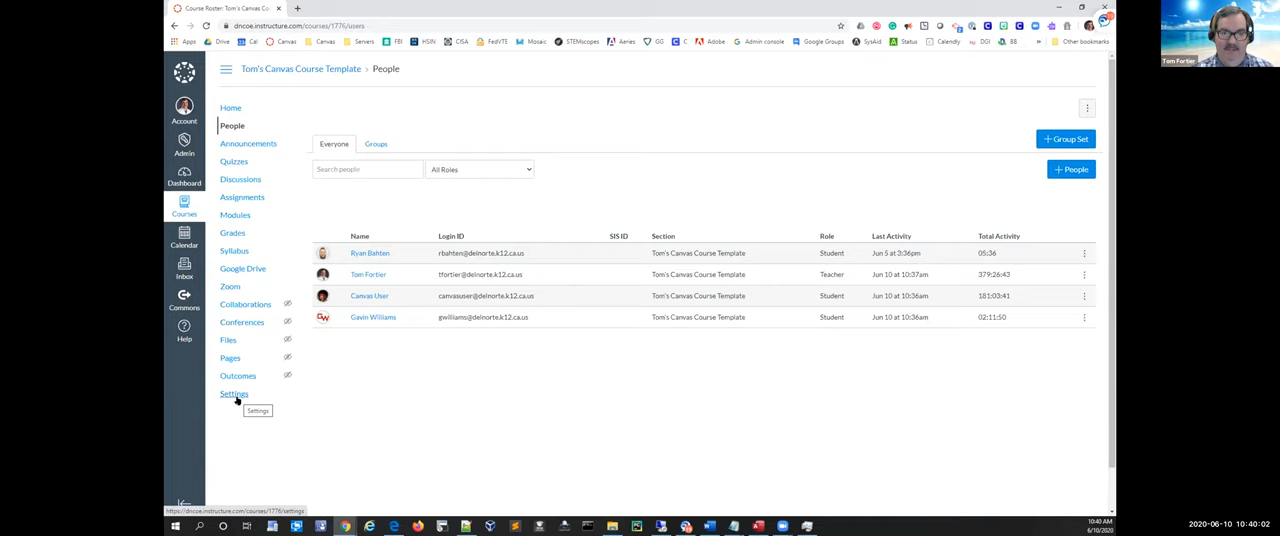 Course Roster: Tom's Canvas Co
dncoe.instructure.com/courses/1776/users
Apps Drive Cal Canvas Canvas Servers FBI HSIN CISA FedVTE Mosaic STEMscopes Aeries GG C Adobe Admin console Google Groups SysAid Status Calendly DGI BB » Other bookmarks
Tom Fortier
Tom's Canvas Course Template › People
Account
Admin
Dashboard
Courses
Calendar
Inbox
Commons
Help
Home
People
Announcements
Quizzes
Discussions
Assignments
Modules
Grades
Syllabus
Google Drive
Zoom
Collaborations
Conferences
Files
Pages
Outcomes
Settings
Settings
Everyone Groups
+ Group Set
Search people All Roles
+ People
Name Login ID SIS ID Section Role Last Activity Total Activity
Ryan Bahten rbahten@delnorte.k12.ca.us Tom's Canvas Course Template Student Jun 5 at 3:36pm 05:36
Tom Fortier tfortier@delnorte.k12.ca.us Tom's Canvas Course Template Teacher Jun 10 at 10:37am 379:26:43
Canvas User canvasuser@delnorte.k12.ca.us Tom's Canvas Course Template Student Jun 10 at 10:36am 181:03:41
GW Gavin Williams gwilliams@delnorte.k12.ca.us Tom's Canvas Course Template Student Jun 10 at 10:36am 02:11:50
https://dncoe.instructure.com/courses/1776/settings
10:40 AM
6/10/2020
2020-06-10 10:40:02